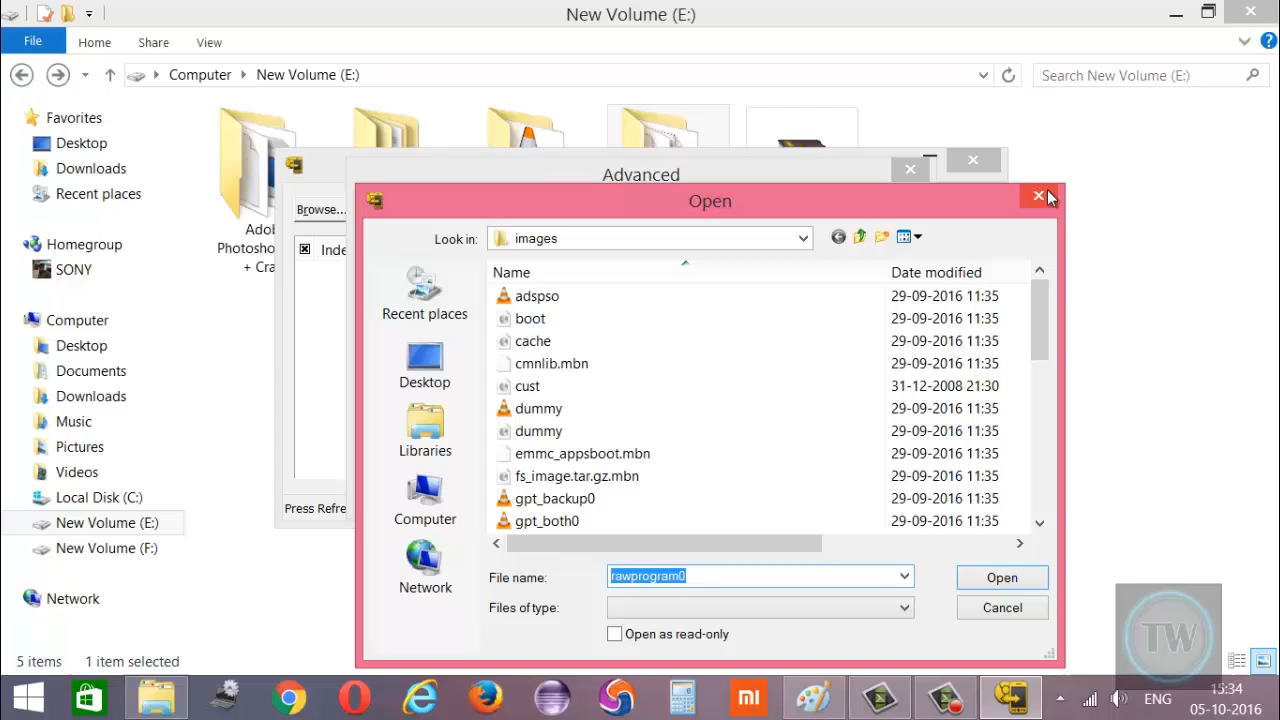 New Volume (E:)
File Home Share View
Computer New Volume (E:) Search New Volume (E:)
Favorites
Desktop
Downloads
Recent places
Homegroup
SONY
Computer
Desktop
Documents
Downloads
Music
Pictures
Videos
Local Disk (C:)
New Volume (E:)
New Volume (F:)
Network
5 items 1 item selected
Adob
Photosho
+ Cra
Browse...
Inde
Press Refre
Advanced
Open
Look in: images
Recent places
Desktop
Libraries
Computer
Network
Name Date modified
adspso 29-09-2016 11:35
boot 29-09-2016 11:35
cache 29-09-2016 11:35
cmnlib.mbn 29-09-2016 11:35
cust 31-12-2008 21:30
dummy 29-09-2016 11:35
dummy 29-09-2016 11:35
emmc_appsboot.mbn 29-09-2016 11:35
fs_image.tar.gz.mbn 29-09-2016 11:35
gpt_backup0 29-09-2016 11:35
gpt_both0 29-09-2016 11:35
File name: rawprogram0 Open
Files of type: Cancel
Open as read-only
TW
mi
ENG
15:34
05-10-2016